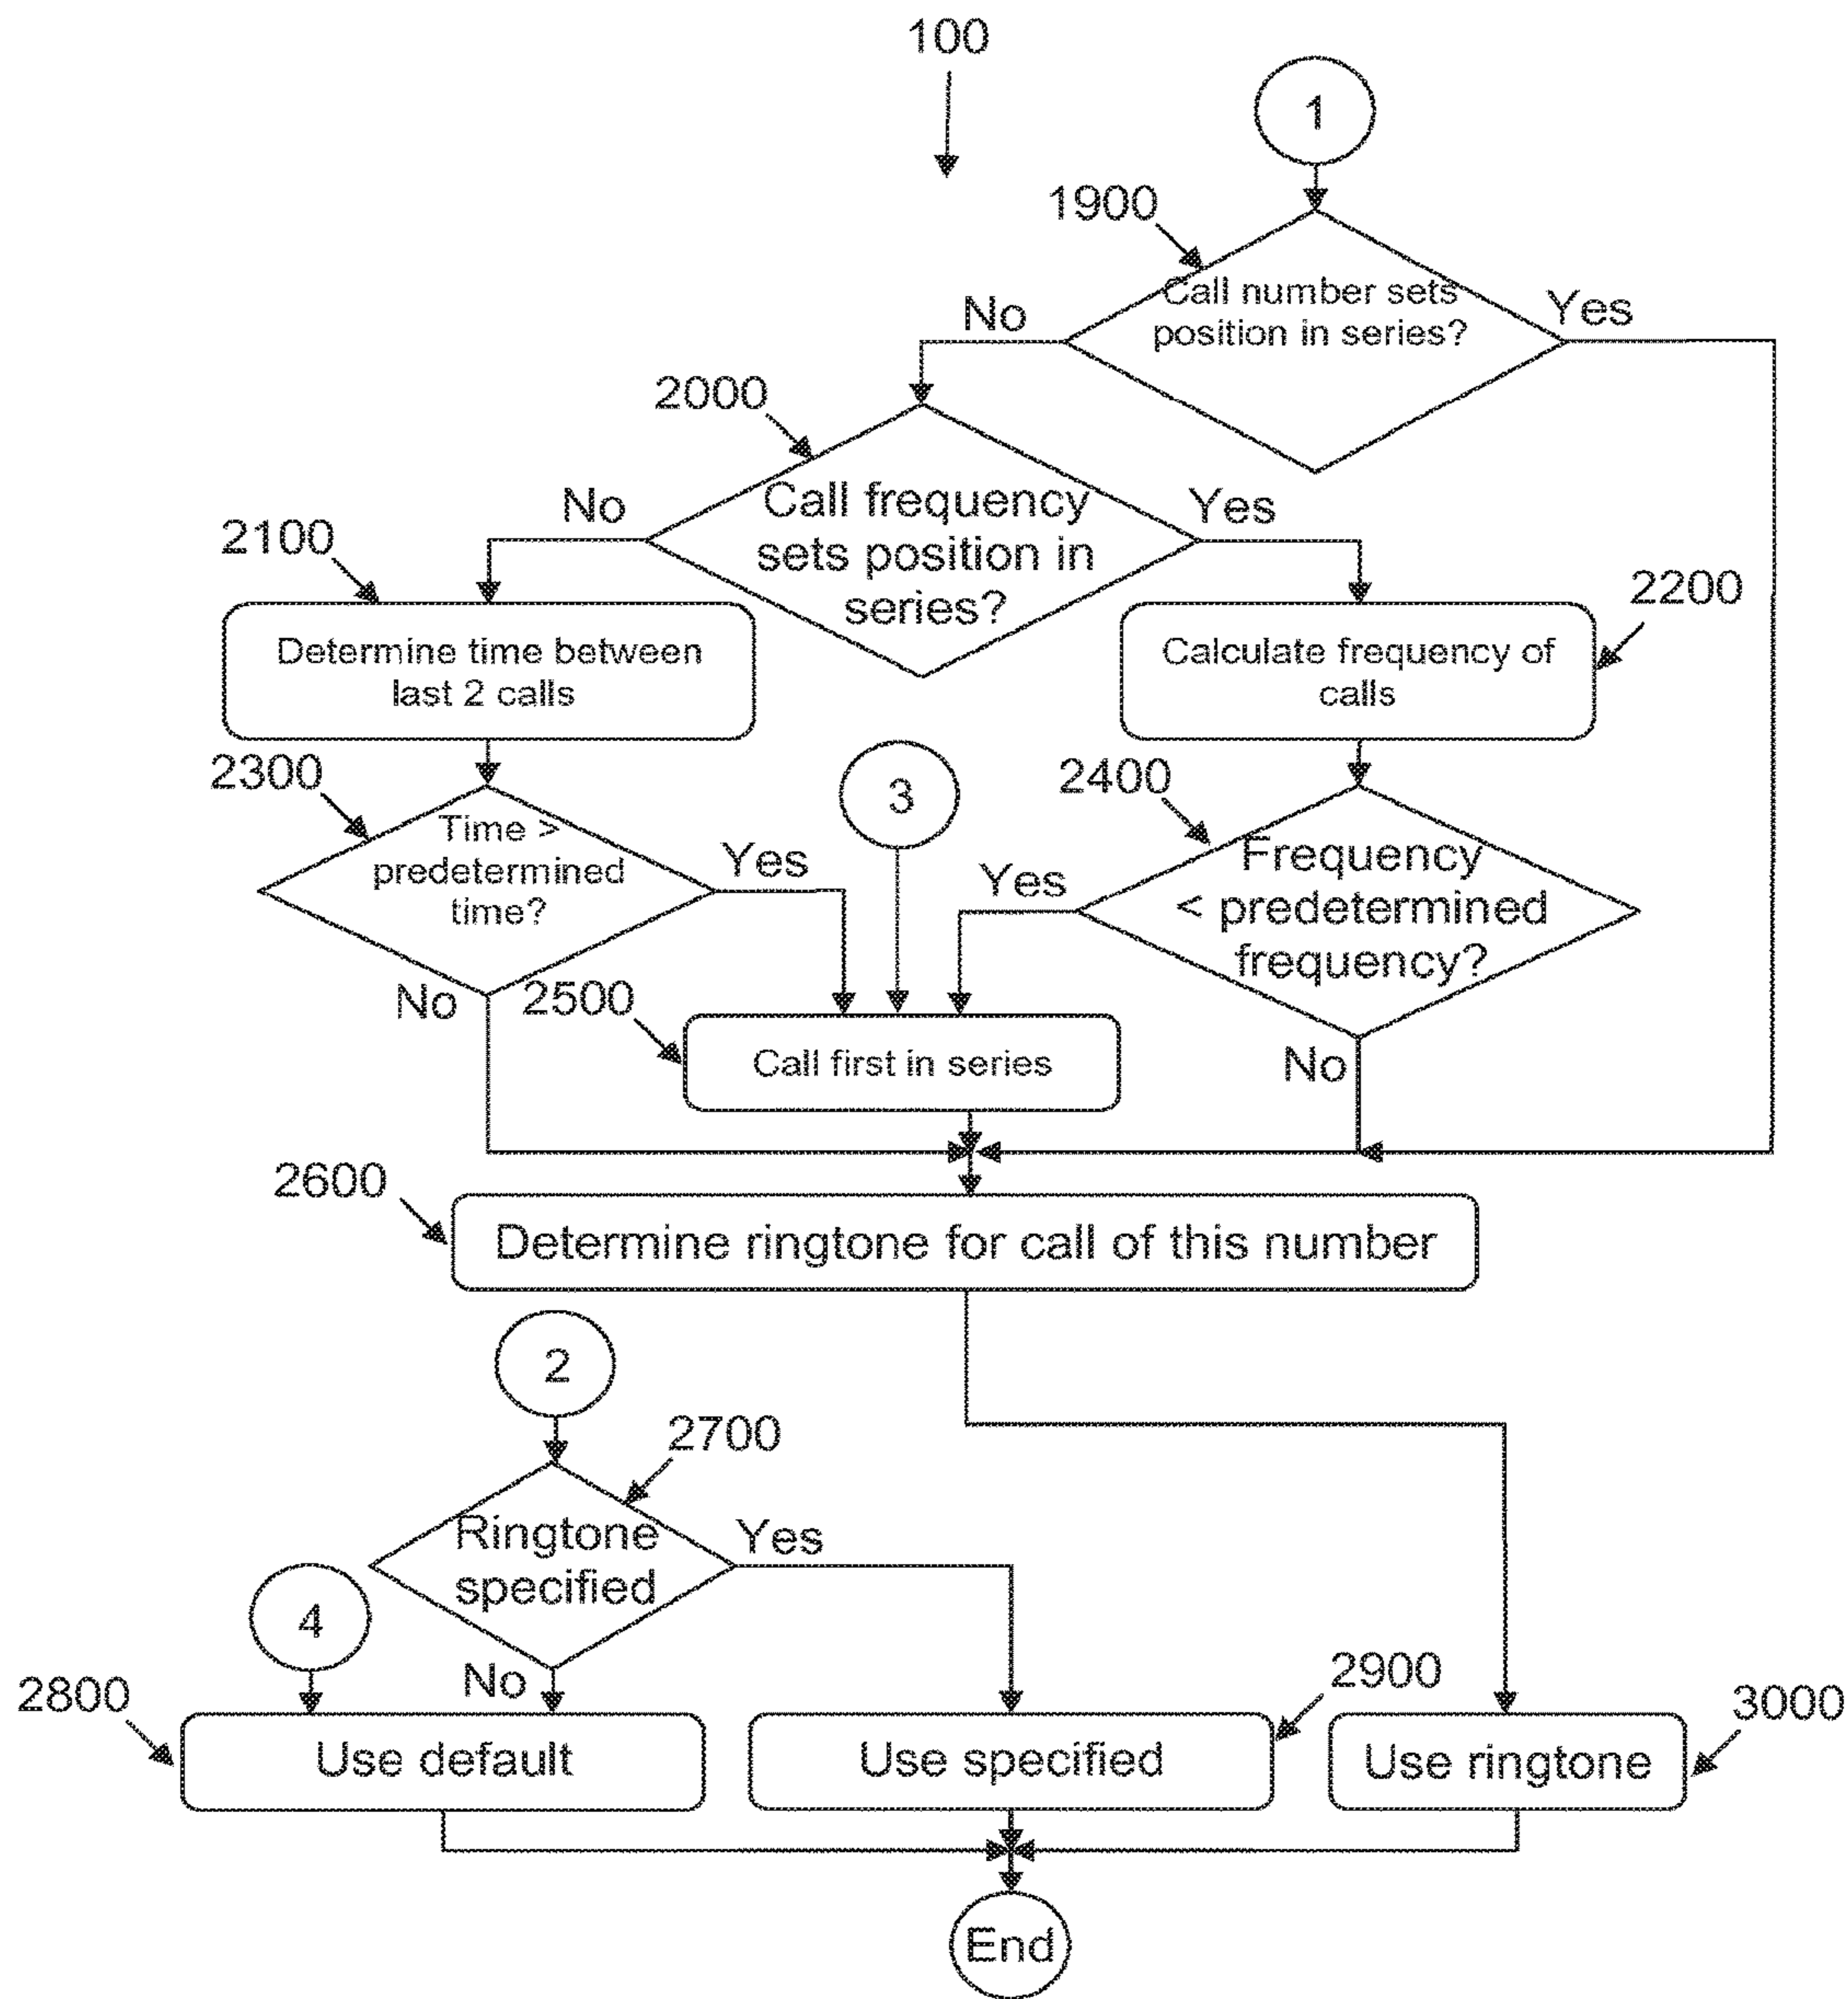 100
1
1900
Call number sets
position in series?
No
Yes
2000
Call frequency
sets position in
series?
No
Yes
2100
Determine time between
last 2 calls
2200
Calculate frequency of
calls
2300
Time >
predetermined
time?
Yes
No
3
2400
Frequency
< predetermined
frequency?
Yes
No
2500
Call first in series
2600
Determine ringtone for call of this number
2
2700
Ringtone
specified
Yes
No
4
2800
Use default
2900
Use specified
3000
Use ringtone
End